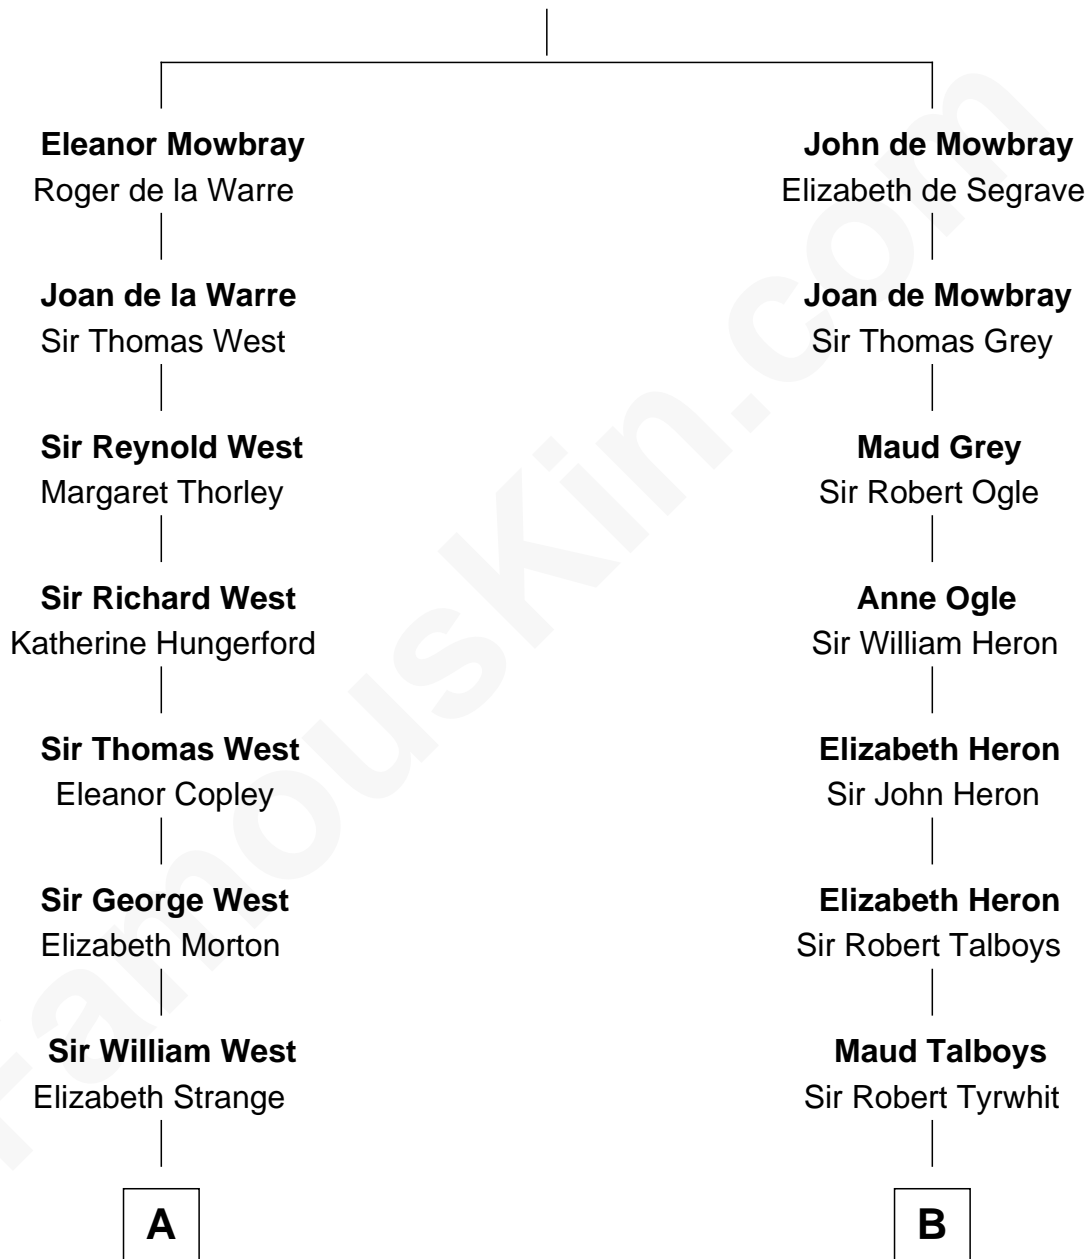 Eleanor Mowbray
Roger de la Warre
Joan de la Warre
Sir Thomas West
Sir Reynold West
Margaret Thorley
Sir Richard West
Katherine Hungerford
Sir Thomas West
Eleanor Copley
Sir George West
Elizabeth Morton
Sir William West
Elizabeth Strange
A
John de Mowbray
Elizabeth de Segrave
Joan de Mowbray
Sir Thomas Grey
Maud Grey
Sir Robert Ogle
Anne Ogle
Sir William Heron
Elizabeth Heron
Sir John Heron
Elizabeth Heron
Sir Robert Talboys
Maud Talboys
Sir Robert Tyrwhit
B
FamousKin.com